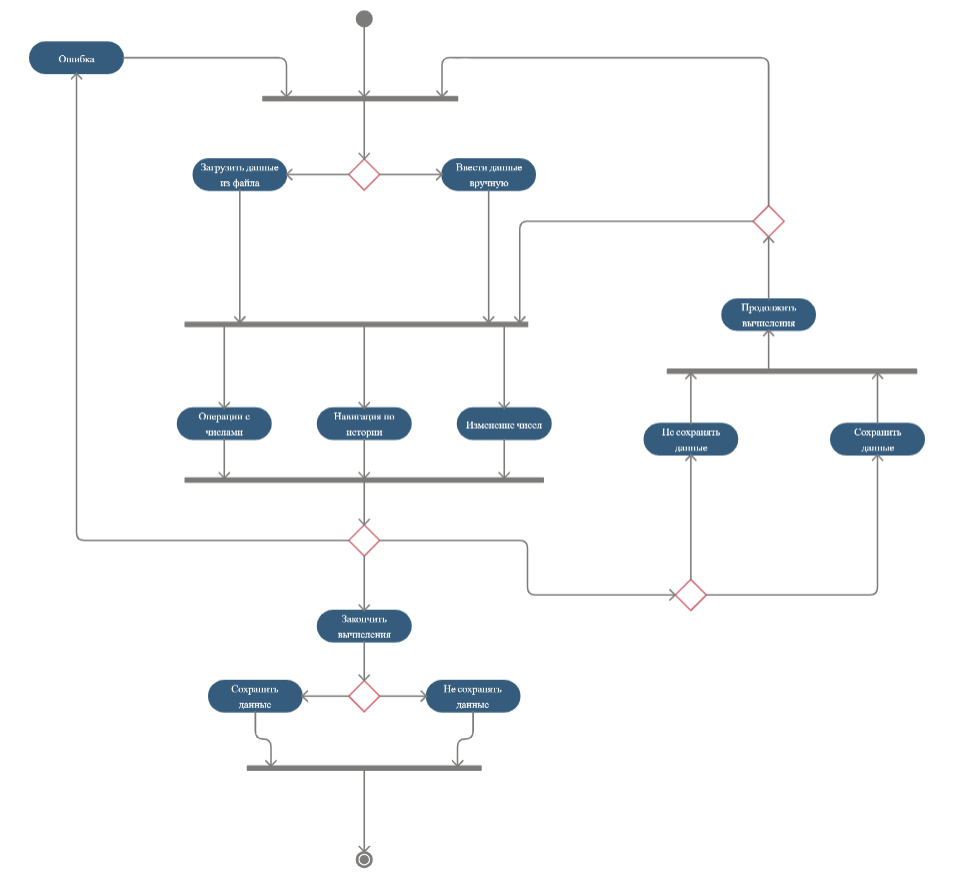 Ошибка
Загрузить данные
из файла
Ввести данные
вручную
Продолжить
вычисления
Операции с
числами
Навигация по
истории
Изменение чисел
Не сохранять
данные
Сохранить
данные
Закончить
вычисления
Сохранить
данные
Не сохранять
данные